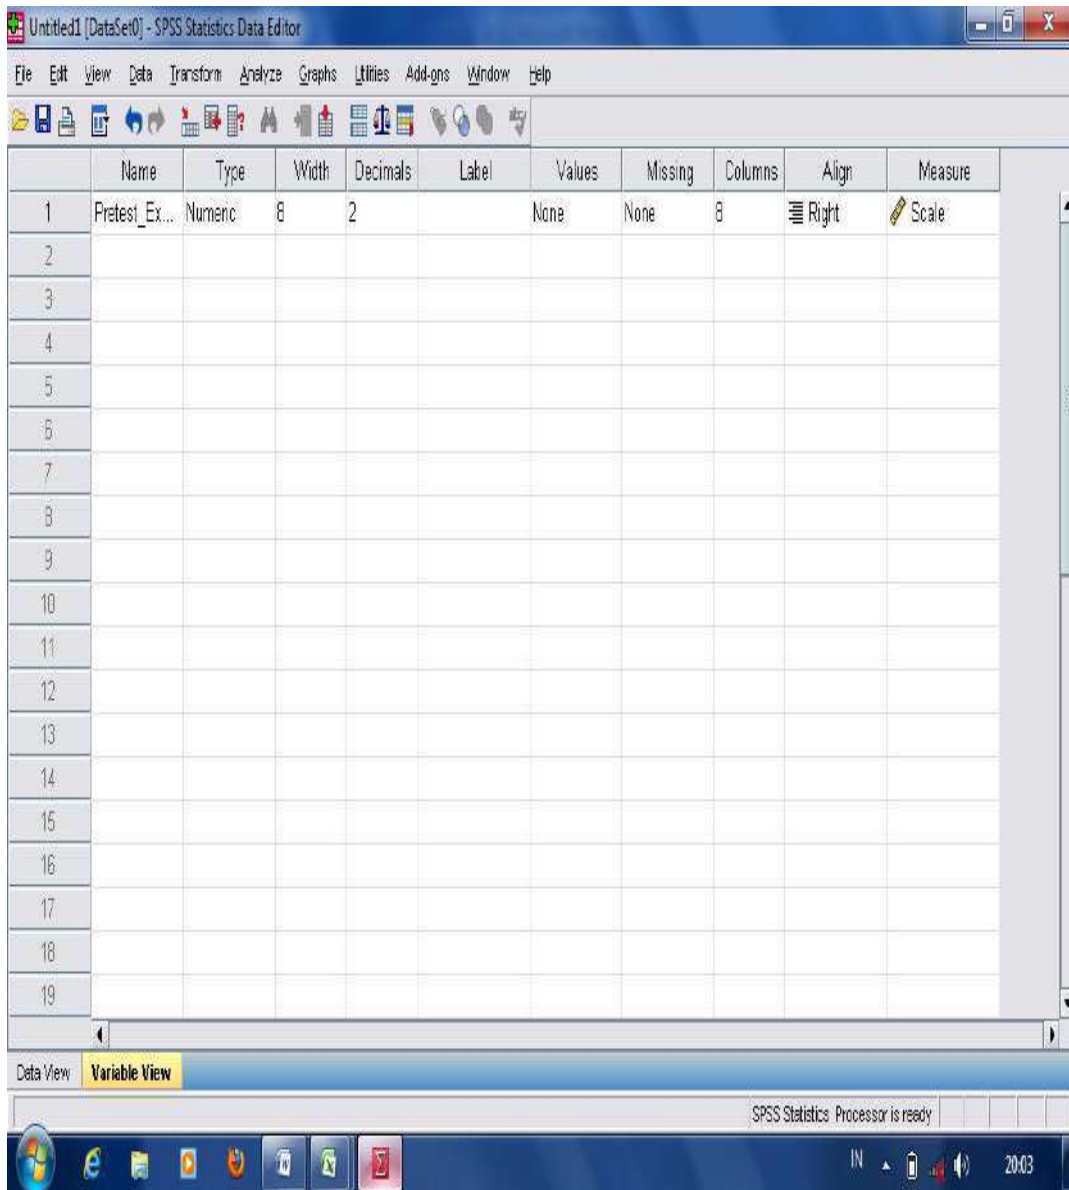 Untitled1 [DataSet0] - SPSS Statistics Data Editor
File Edit View Data Transform Analyze Graphs Utilities Add-ons Window Help
Name Type Width Decimals Label Values Missing Columns Align Measure
1 Pretest_Ex... Numeric 8 2 None None 8 Right Scale
2
3
4
5
6
7
8
9
10
11
12
13
14
15
16
17
18
19
Data View Variable View
SPSS Statistics Processor is ready
IN 20:03